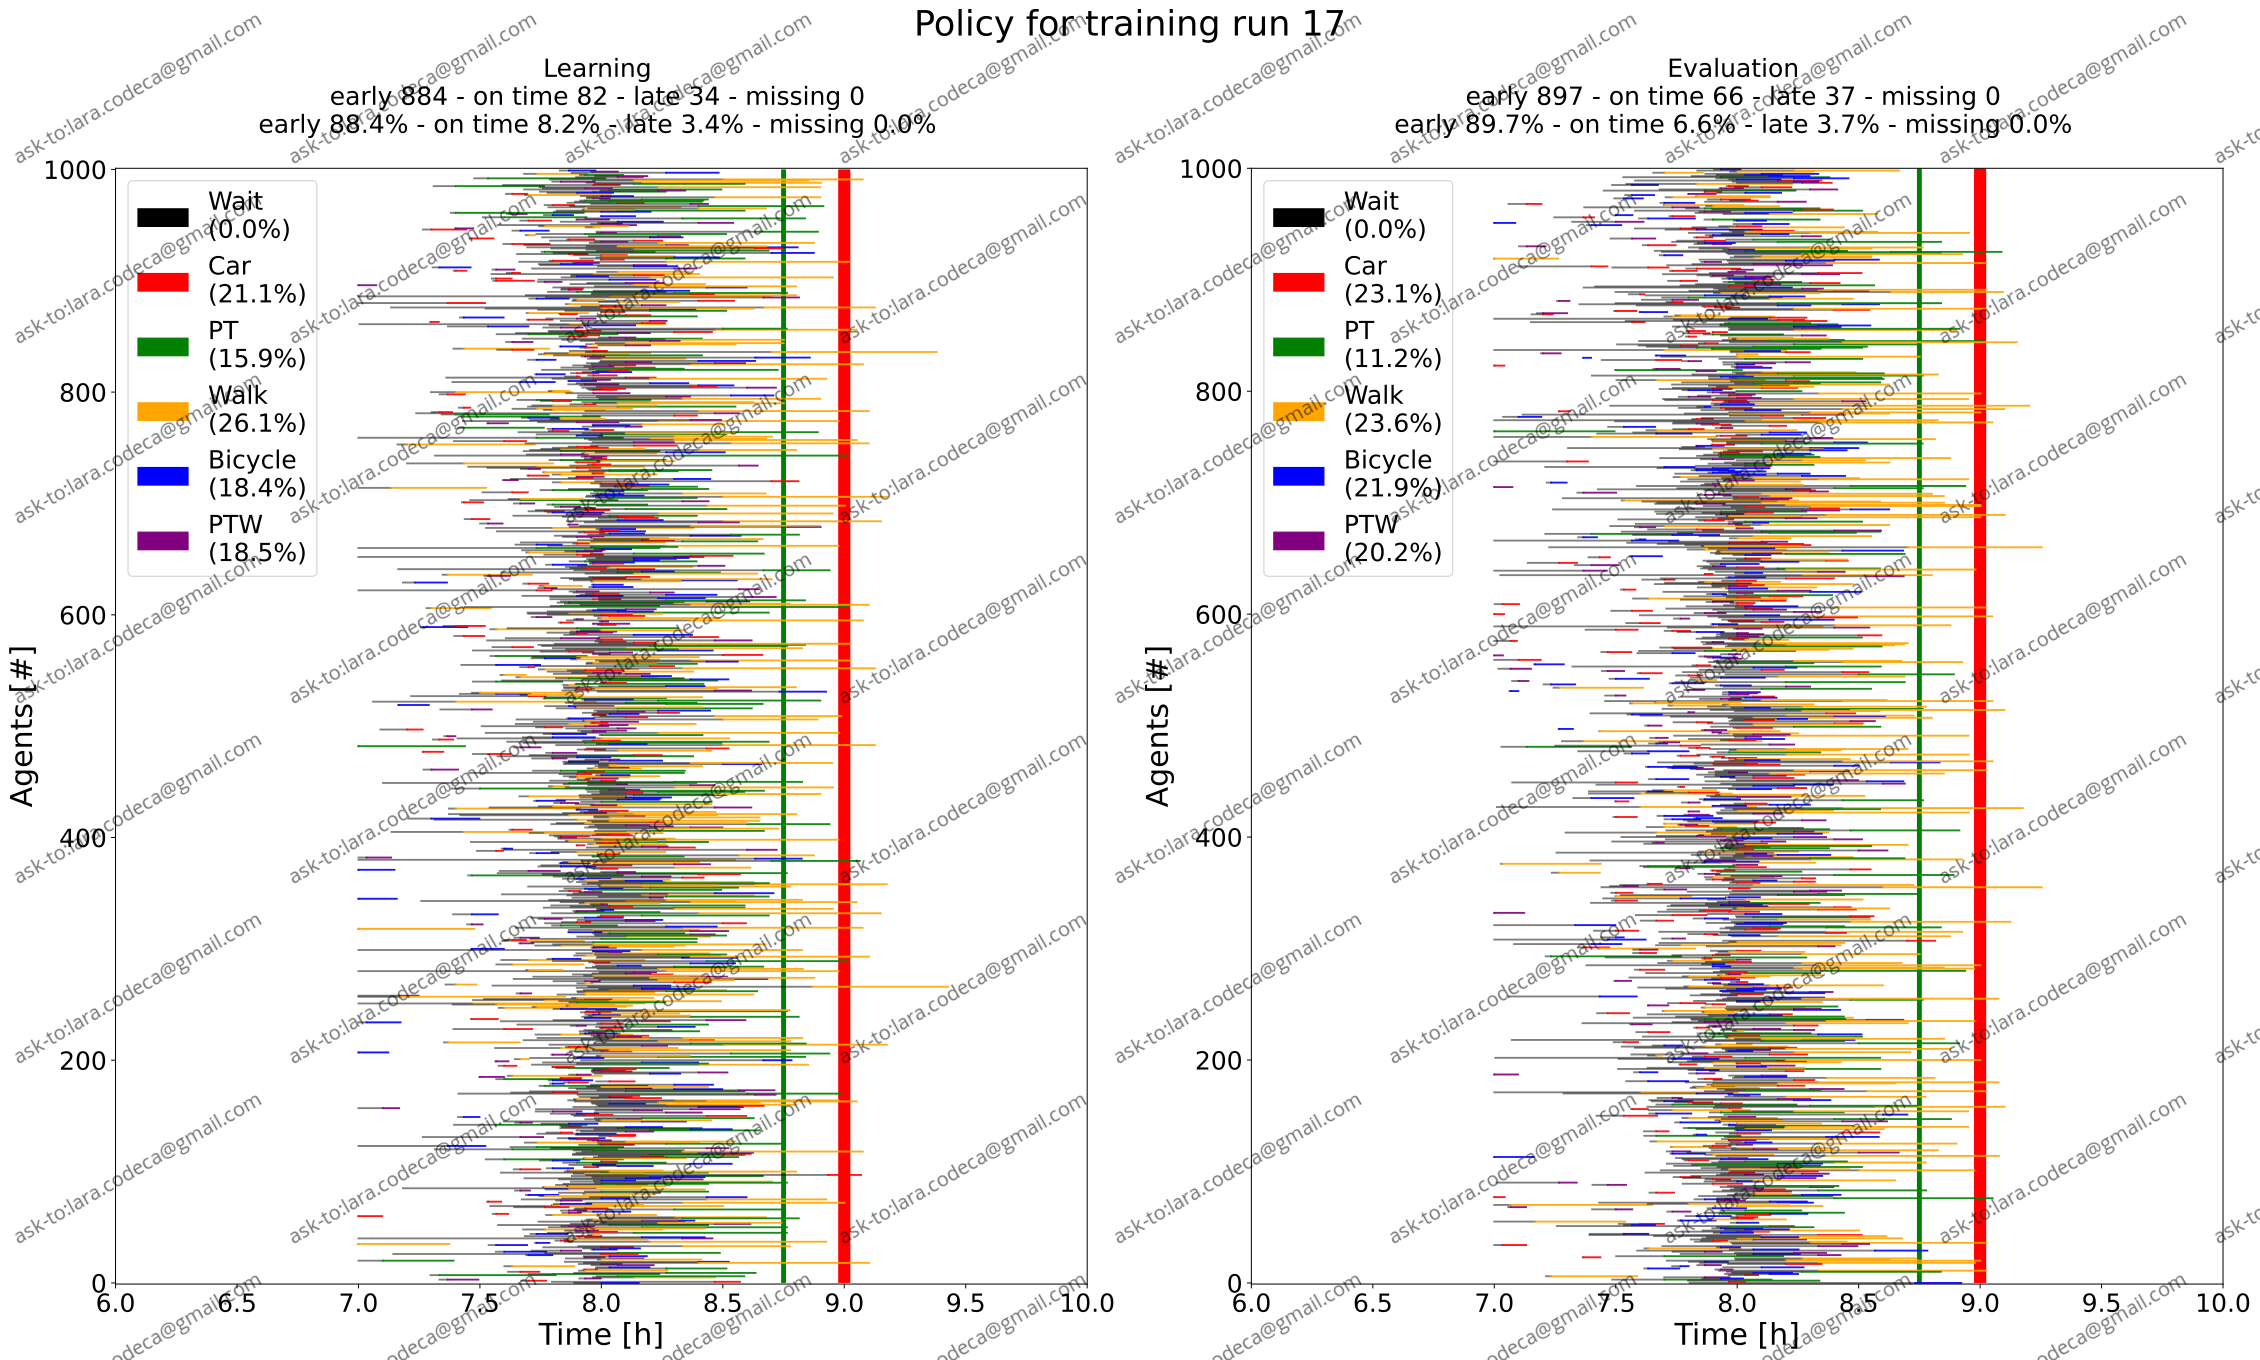 Policy for training run 17
Learning
early 884 - on time 82 - late 34 - missing 0
early 88.4% - on time 8.2% - late 3.4% - missing 0.0%
Agents [#]
1000
800
600
400
200
0
Wait
(0.0%)
Car
(21.1%)
PT
(15.9%)
Walk
(26.1%)
Bicycle
(18.4%)
PTW
(18.5%)
6.0 6.5 7.0 7.5 8.0 8.5 9.0 9.5 10.0
Time [h]
Evaluation
early 897 - on time 66 - late 37 - missing 0
early 89.7% - on time 6.6% - late 3.7% - missing 0.0%
Agents [#]
1000
800
600
400
200
0
Wait
(0.0%)
Car
(23.1%)
PT
(11.2%)
Walk
(23.6%)
Bicycle
(21.9%)
PTW
(20.2%)
6.0 6.5 7.0 7.5 8.0 8.5 9.0 9.5 10.0
Time [h]
ask-to:lara.codeca@gmail.com